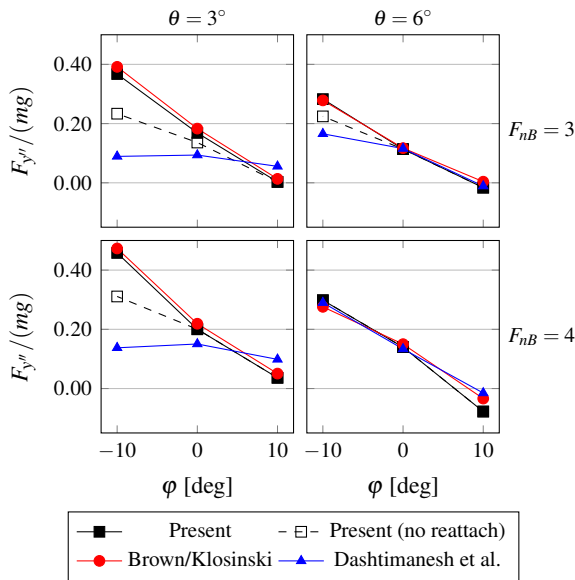 θ = 3° θ = 6°
0.40
0.20
0.00
F_{y''}/(mg)
F_{nB} = 3
0.40
0.20
0.00
F_{y''}/(mg)
F_{nB} = 4
−10 0 10 −10 0 10
φ [deg] φ [deg]
Present Present (no reattach)
Brown/Klosinski Dashtimanesh et al.